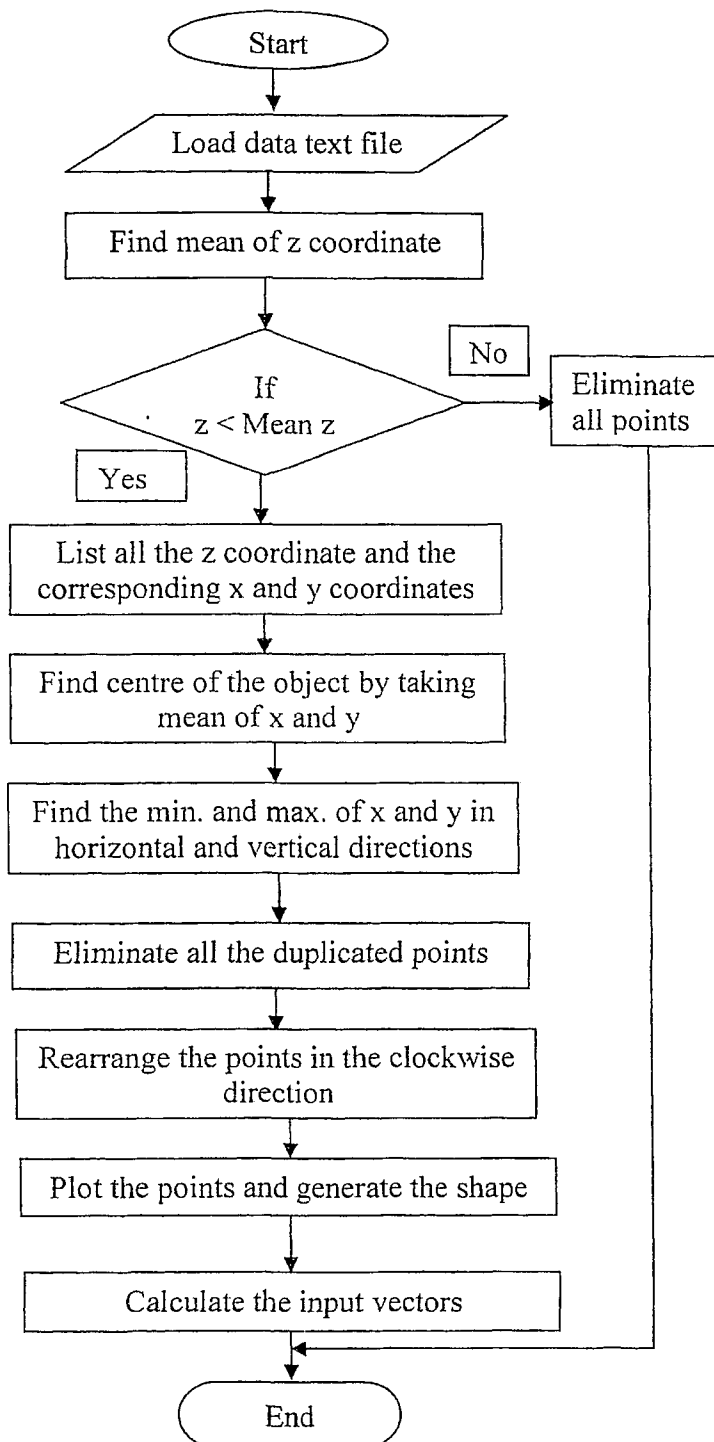 Start
Load data text file
Find mean of z coordinate
If
z < Mean z
No
Eliminate
all points
Yes
List all the z coordinate and the
corresponding x and y coordinates
Find centre of the object by taking
mean of x and y
Find the min. and max. of x and y in
horizontal and vertical directions
Eliminate all the duplicated points
Rearrange the points in the clockwise
direction
Plot the points and generate the shape
Calculate the input vectors
End